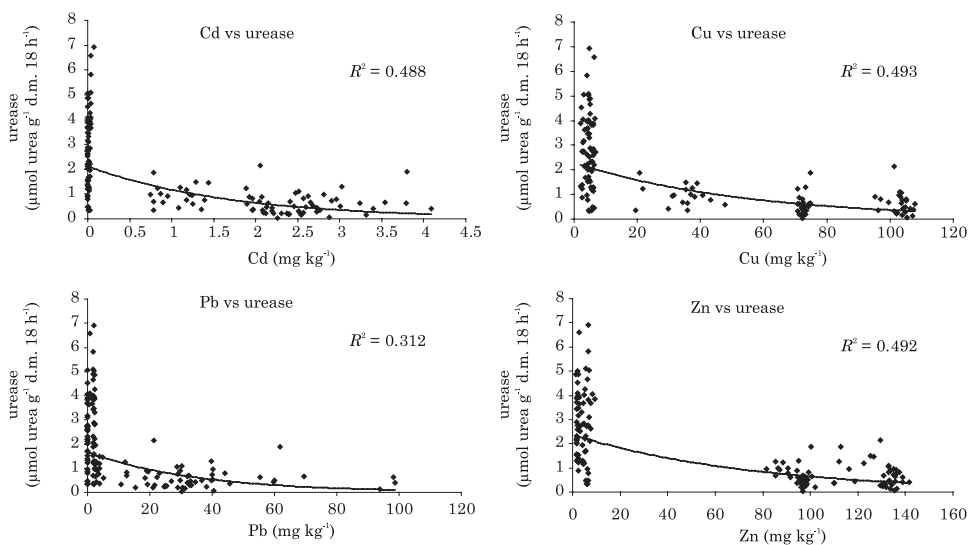 Cd vs urease
R² = 0.488
urease
(µmol urea g⁻¹ d.m. 18 h⁻¹)
8
7
6
5
4
3
2
1
0
0 0.5 1 1.5 2 2.5 3 3.5 4 4.5
Cd (mg kg⁻¹)
Cu vs urease
R² = 0.493
urease
(µmol urea g⁻¹ d.m. 18 h⁻¹)
8
7
6
5
4
3
2
1
0
0 20 40 60 80 100 120
Cu (mg kg⁻¹)
Pb vs urease
R² = 0.312
urease
(µmol urea g⁻¹ d.m. 18 h⁻¹)
8
7
6
5
4
3
2
1
0
0 20 40 60 80 100 120
Pb (mg kg⁻¹)
Zn vs urease
R² = 0.492
urease
(µmol urea g⁻¹ d.m. 18 h⁻¹)
8
7
6
5
4
3
2
1
0
0 20 40 60 80 100 120 140 160
Zn (mg kg⁻¹)